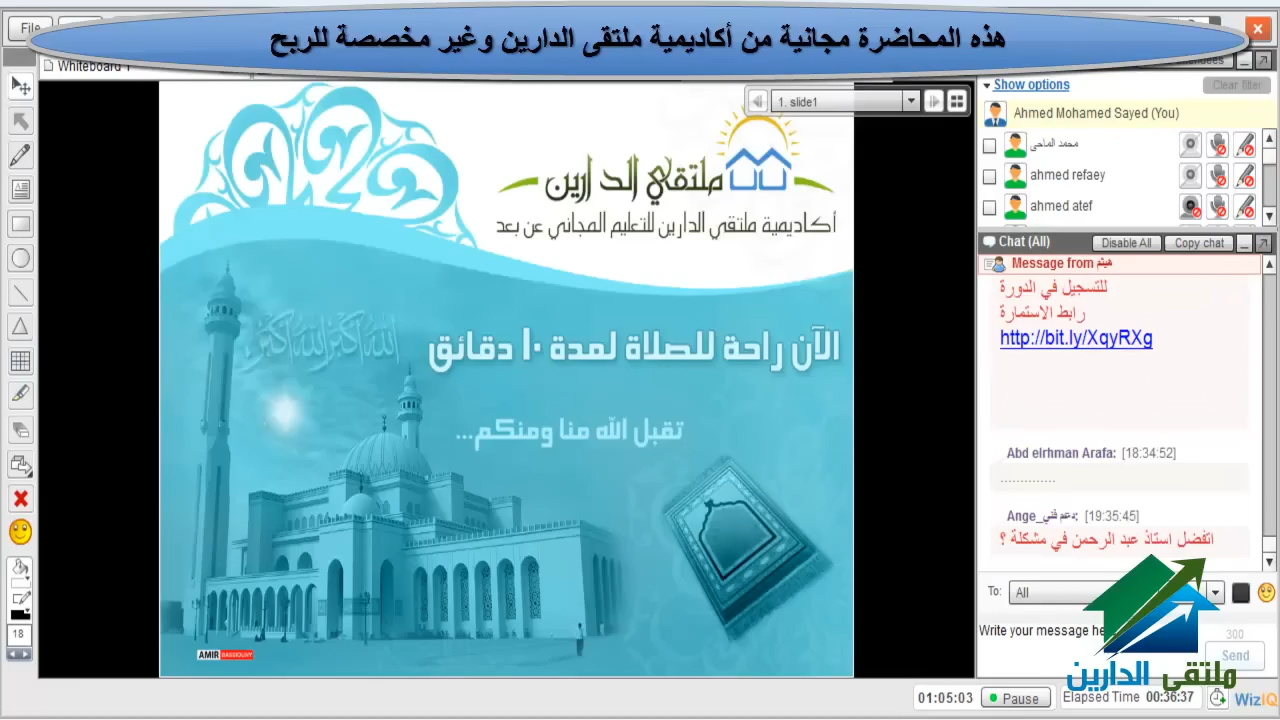 هذه المحاضرة مجانية من أكاديمية ملتقى الدارين وغير مخصصة للربح
File
Whiteboard 1
1. slide1
ملتقي الدارين
أكاديمية ملتقي الدارين للتعليم المجاني عن بعد
الله أكبر الله أكبر
الآن راحة للصلاة لمدة ١٠ دقائق
تقبل الله منا ومنكم...
AMIR BASSIOUNY
Show options
Clear filter
Ahmed Mohamed Sayed (You)
محمد الماحي
ahmed refaey
ahmed atef
Chat (All)
Disable All
Copy chat
Message from هيثم
للتسجيل في الدورة
رابط الاستمارة
http://bit.ly/XqyRXg
Abd elrhman Arafa: [18:34:52]
..............
Ange_دعم فني: [19:35:45]
اتفضل استاذ عبد الرحمن في مشكلة ؟
To: All
Write your message he
300
Send
ملتقى الدارين
18
01:05:03
Pause
Elapsed Time 00:36:37
WizIQ